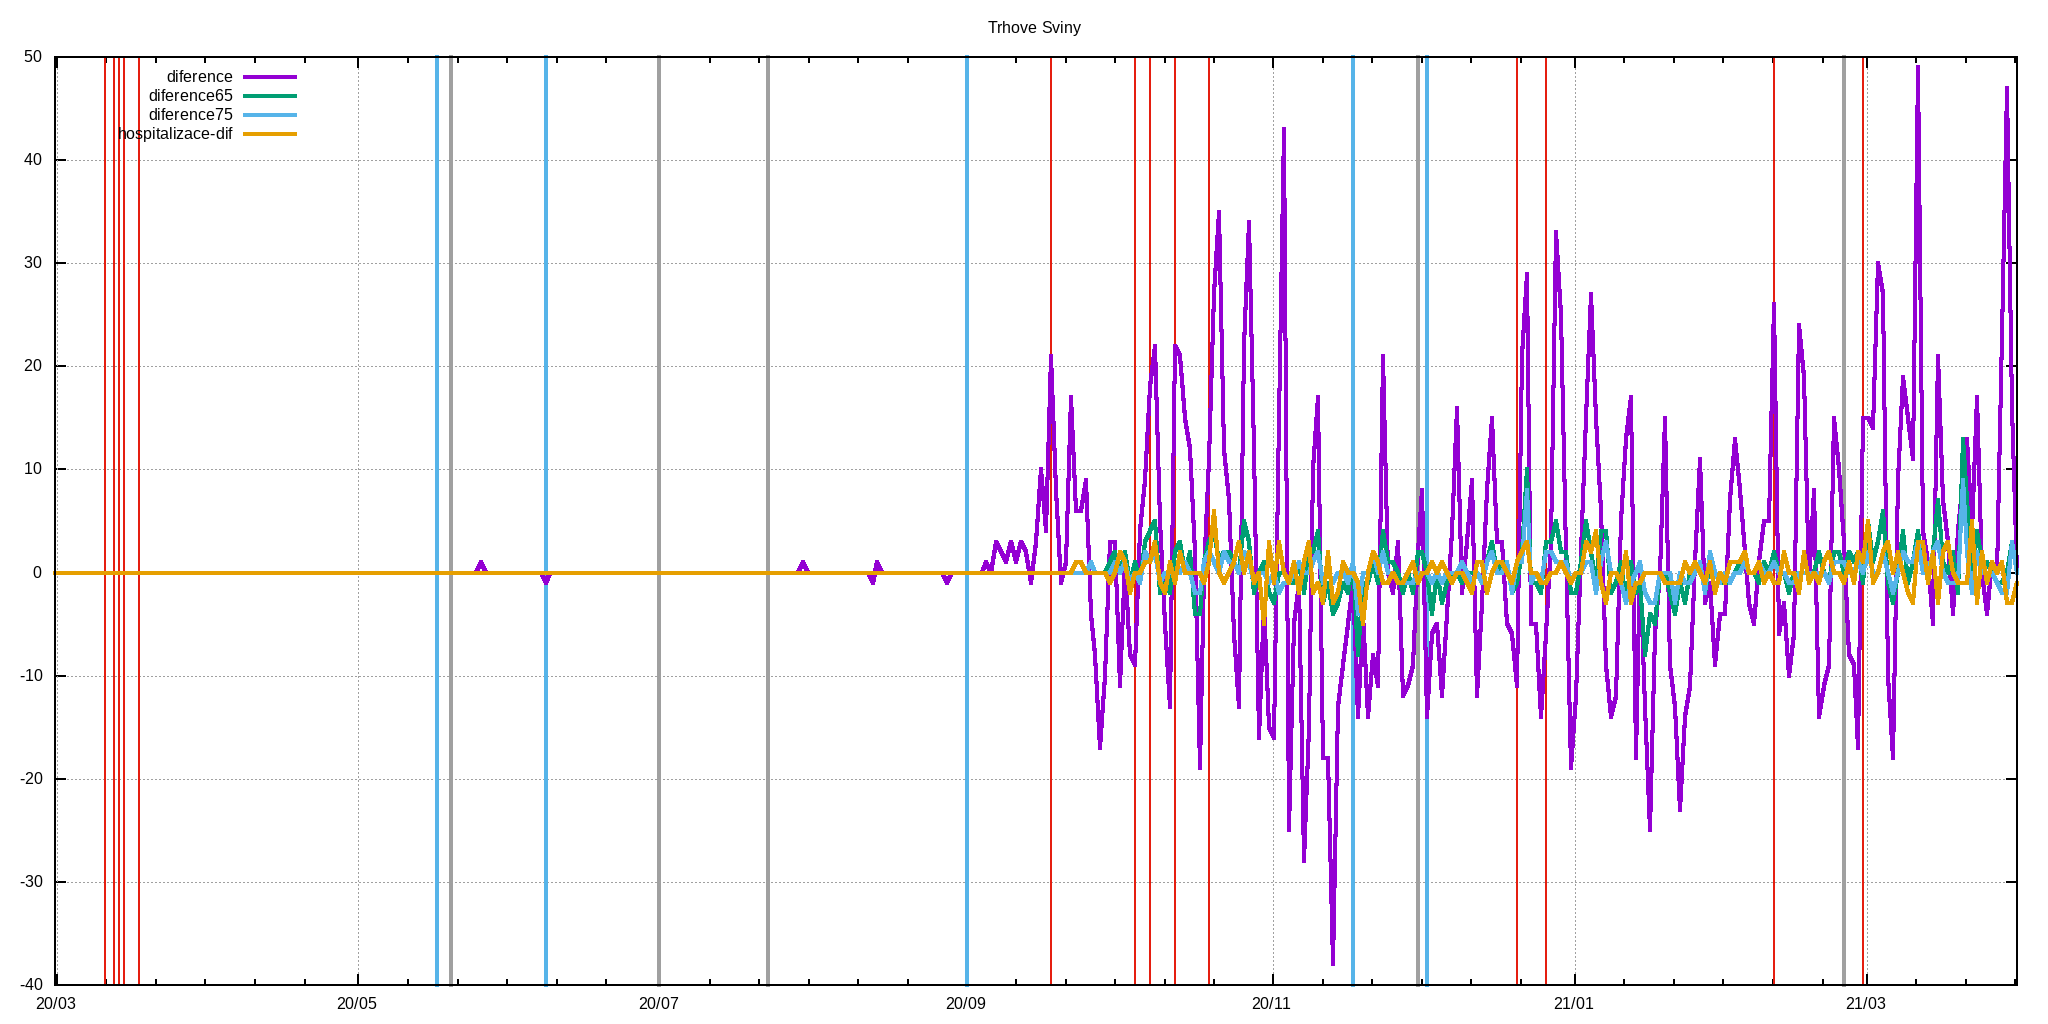 Trhove Sviny
50
40
30
20
10
0
-10
-20
-30
-40
diference
diference65
diference75
hospitalizace-dif
20/03 20/05 20/07 20/09 20/11 21/01 21/03